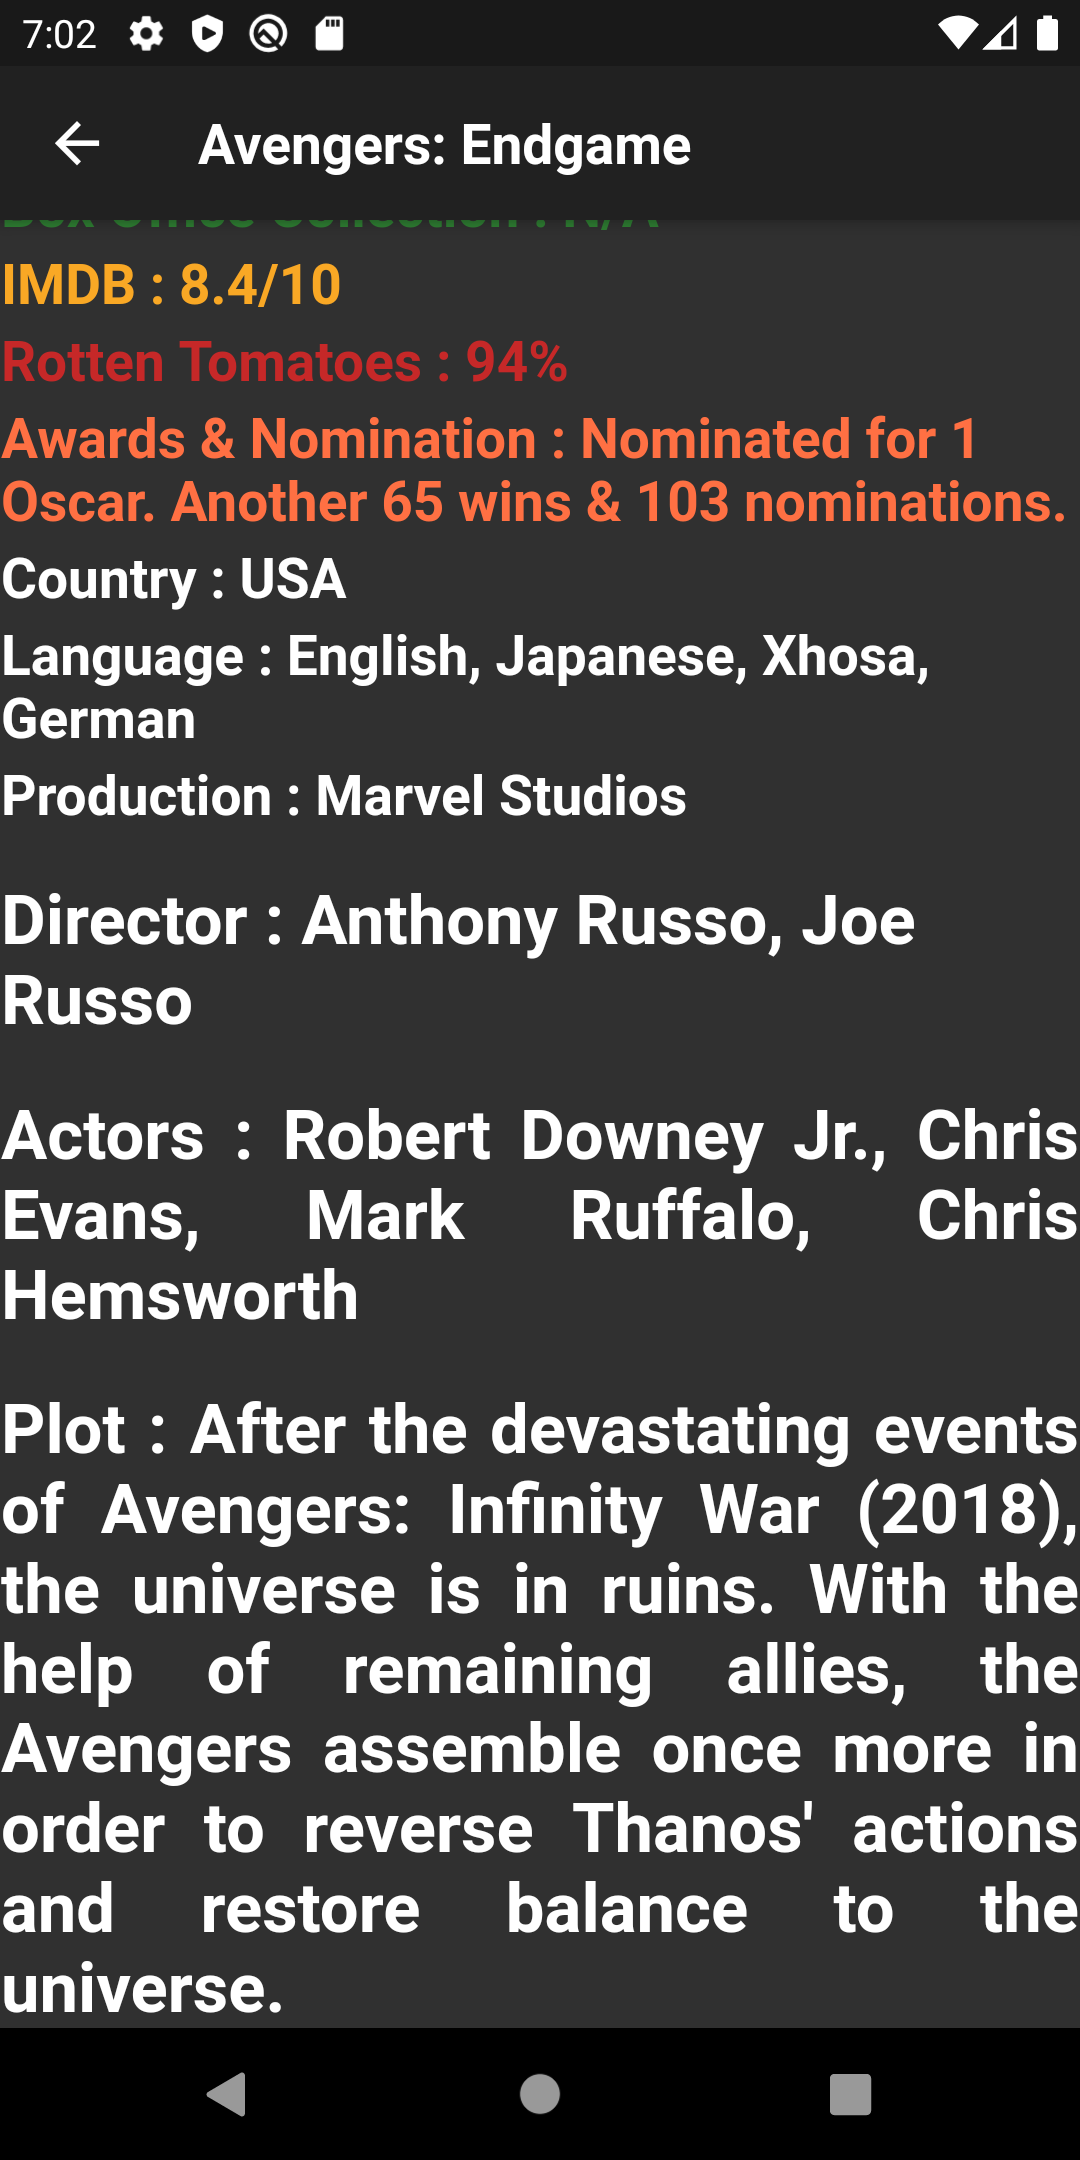 7:02
Avengers: Endgame
Box Office Collection : N/A
IMDB : 8.4/10
Rotten Tomatoes : 94%
Awards & Nomination : Nominated for 1
Oscar. Another 65 wins & 103 nominations.
Country : USA
Language : English, Japanese, Xhosa,
German
Production : Marvel Studios
Director : Anthony Russo, Joe
Russo
Actors : Robert Downey Jr., Chris
Evans, Mark Ruffalo, Chris
Hemsworth
Plot : After the devastating events
of Avengers: Infinity War (2018),
the universe is in ruins. With the
help of remaining allies, the
Avengers assemble once more in
order to reverse Thanos' actions
and restore balance to the
universe.